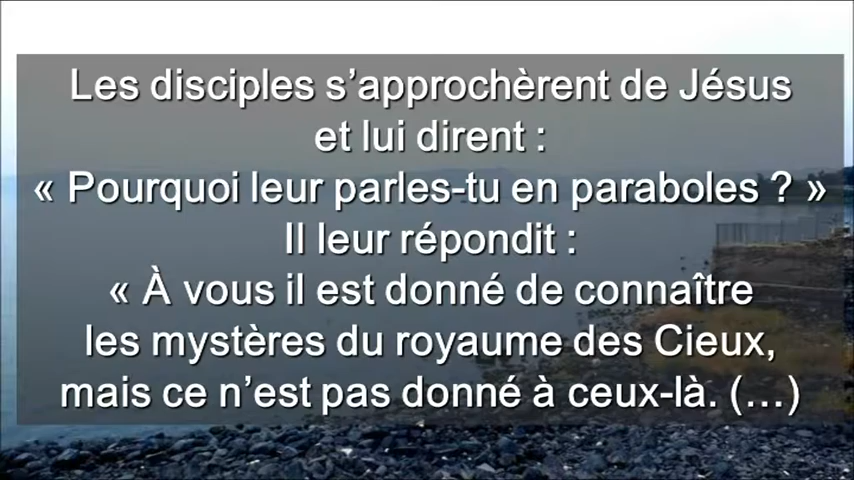 Les disciples s’approchèrent de Jésus
et lui dirent :
« Pourquoi leur parles-tu en paraboles ? »
Il leur répondit :
« À vous il est donné de connaître
les mystères du royaume des Cieux,
mais ce n’est pas donné à ceux-là. (…)